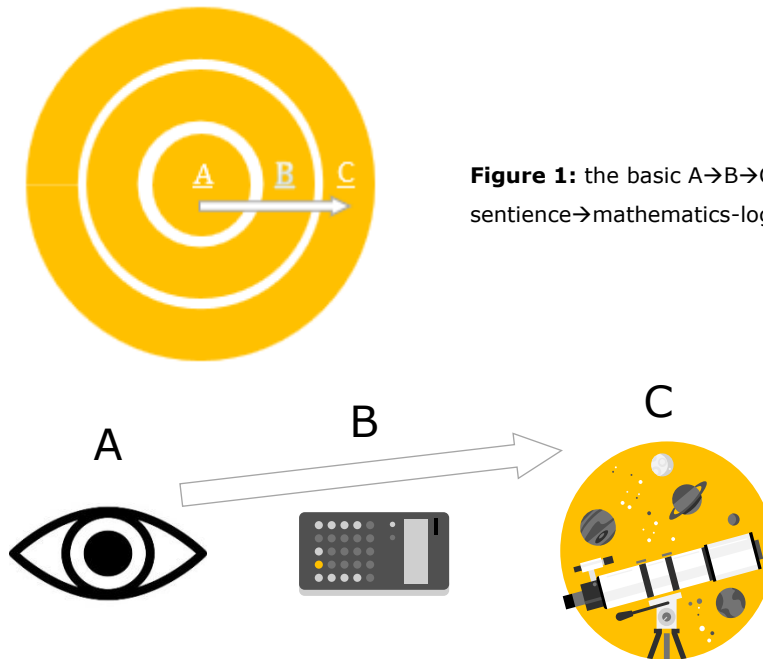 A B C
Figure 1: the basic A→B→C
sentience→mathematics-log
A
B
C